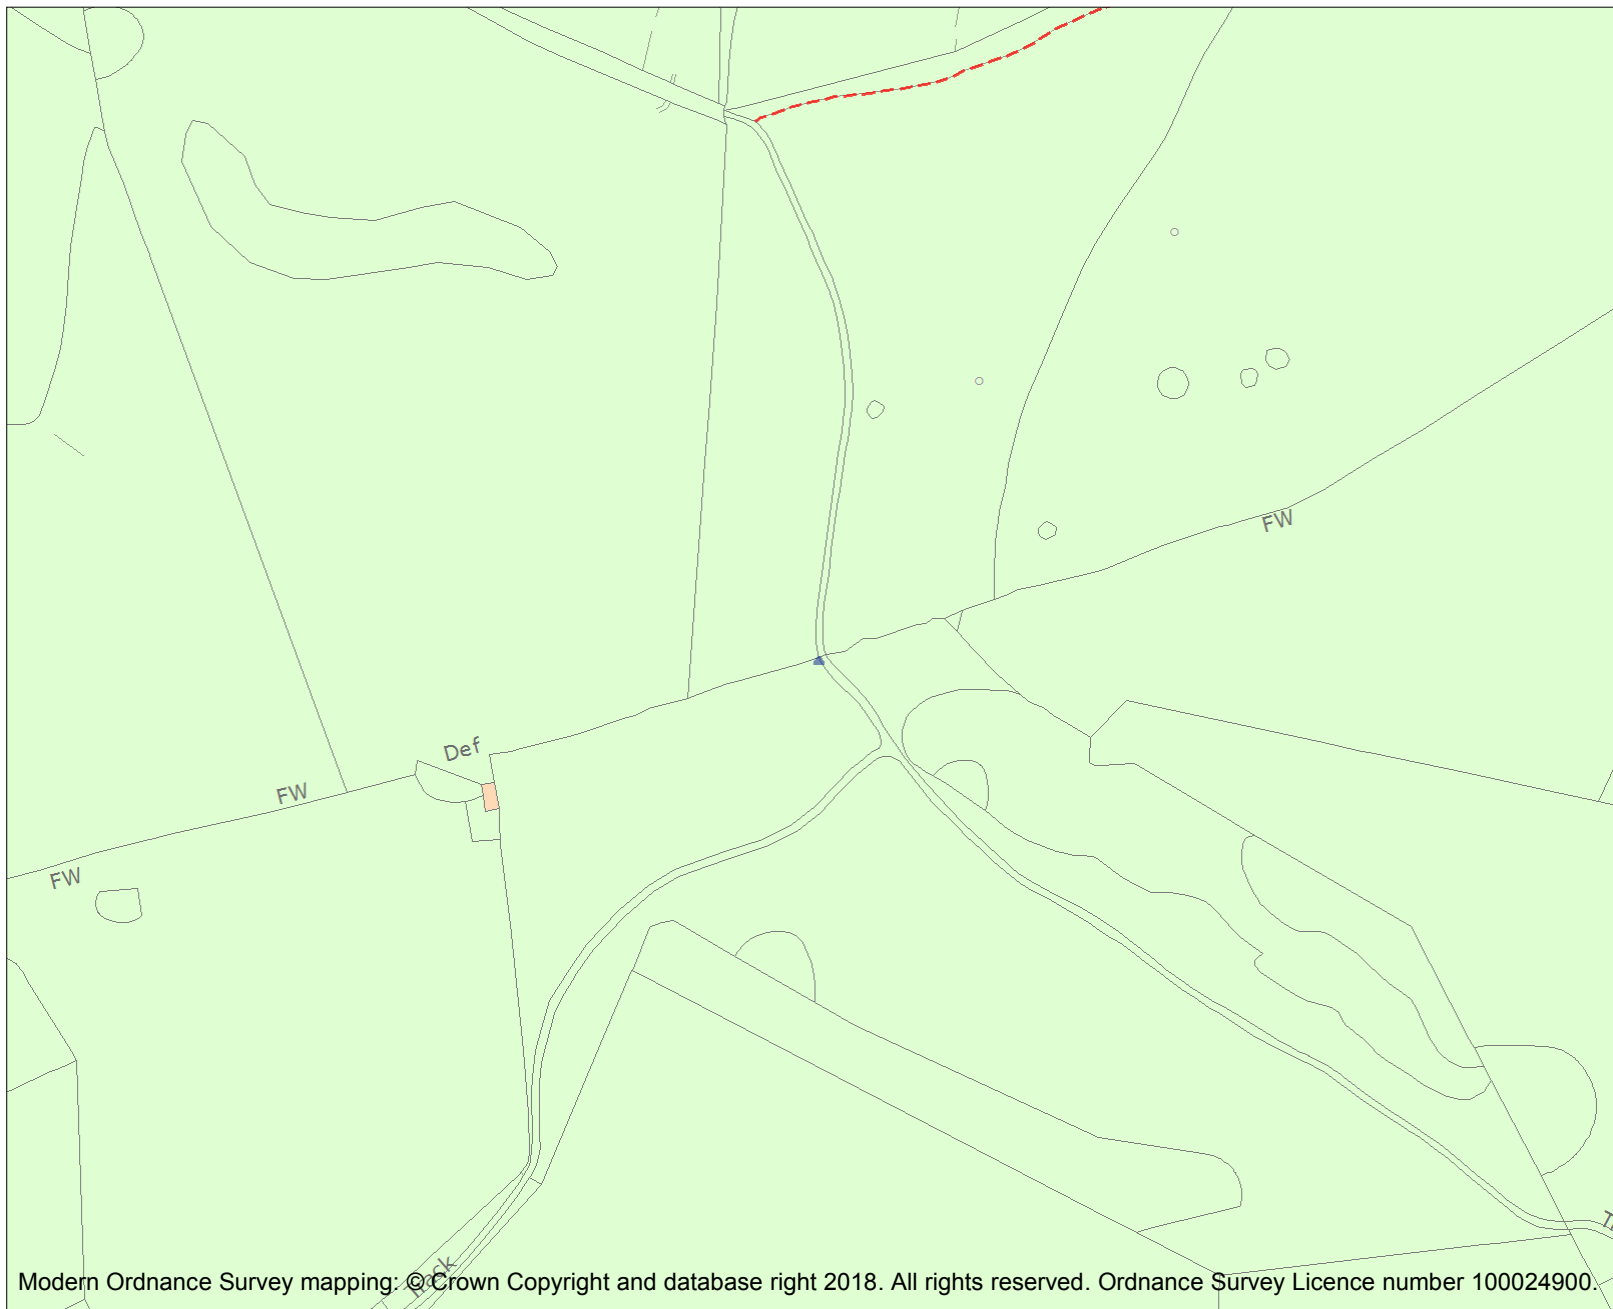 FW
Def
FW
FW
Track
Modern Ordnance Survey mapping: © Crown Copyright and database right 2018. All rights reserved. Ordnance Survey Licence number 100024900.